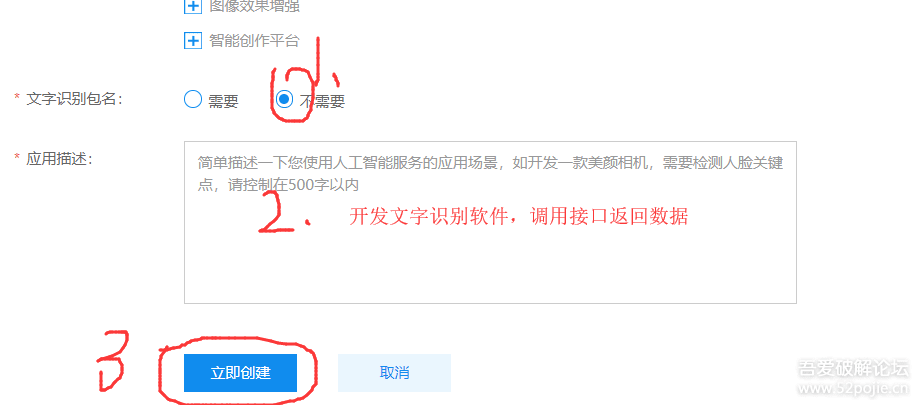 图像效果增强
智能创作平台
1、
* 文字识别包名： 需要 不需要
* 应用描述： 简单描述一下您使用人工智能服务的应用场景，如开发一款美颜相机，需要检测人脸关键
点，请控制在500字以内
2. 开发文字识别软件，调用接口返回数据
3
立即创建 取消
吾爱破解论坛
www.52pojie.cn